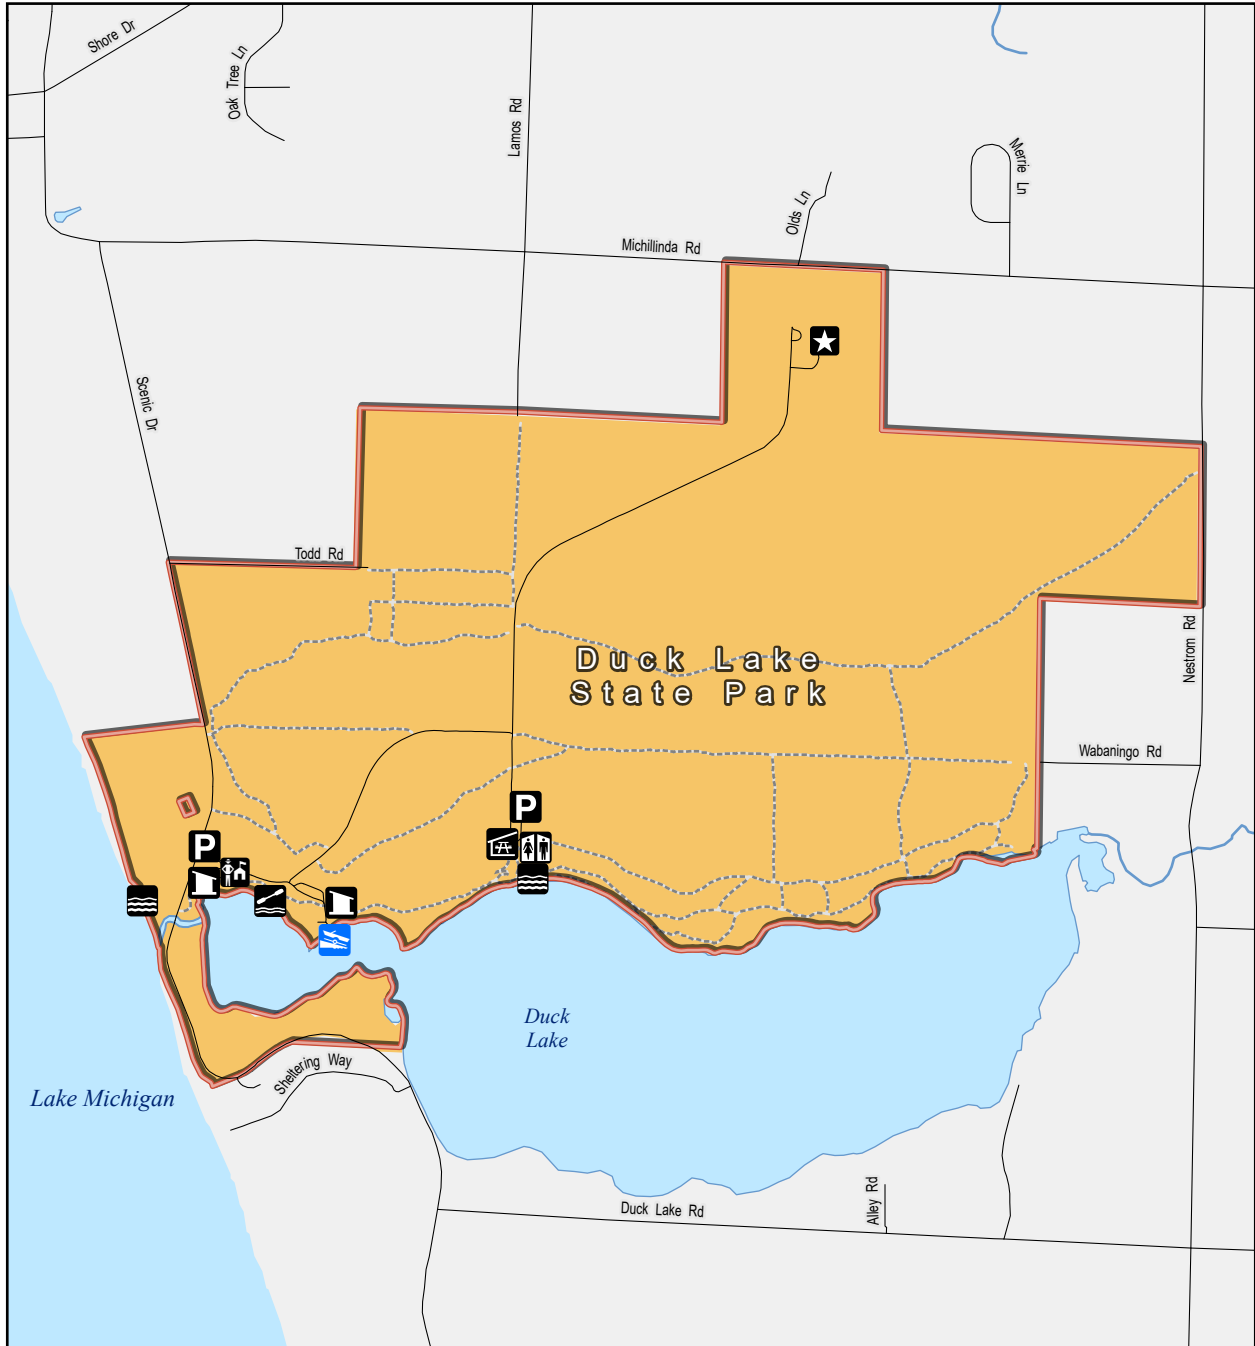 Shore Dr
Oak Tree Ln
Lamos Rd
Merrie Ln
Olds Ln
Michillinda Rd
Scenic Dr
Todd Rd
Duck Lake
State Park
Nestrom Rd
Wabaningo Rd
P
P
Duck
Lake
Sheltering Way
Lake Michigan
Alley Rd
Duck Lake Rd